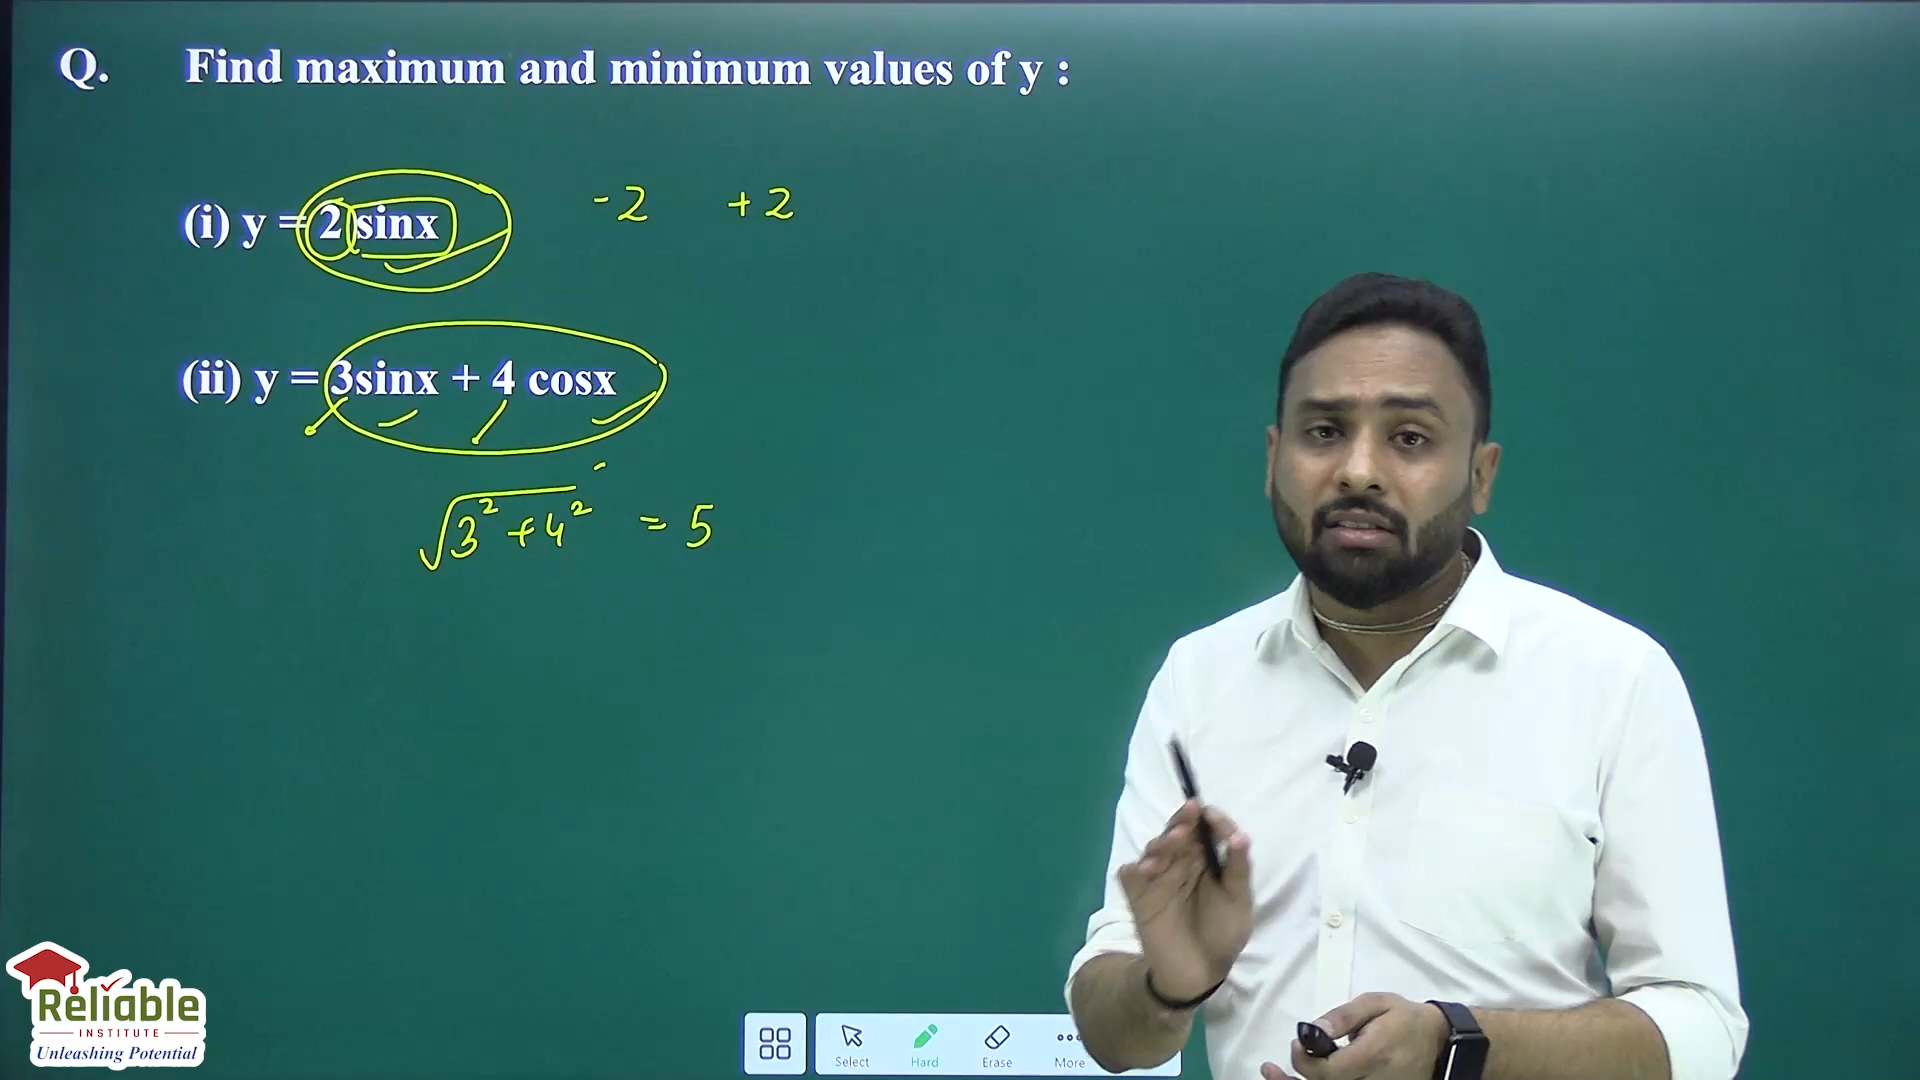 Q. Find maximum and minimum values of y :
(i) y = 2 sinx -2 +2
(ii) y = 3sinx + 4 cosx
√3² + 4² = 5
Reliable
INSTITUTE
Unleashing Potential
Select Hard Erase More